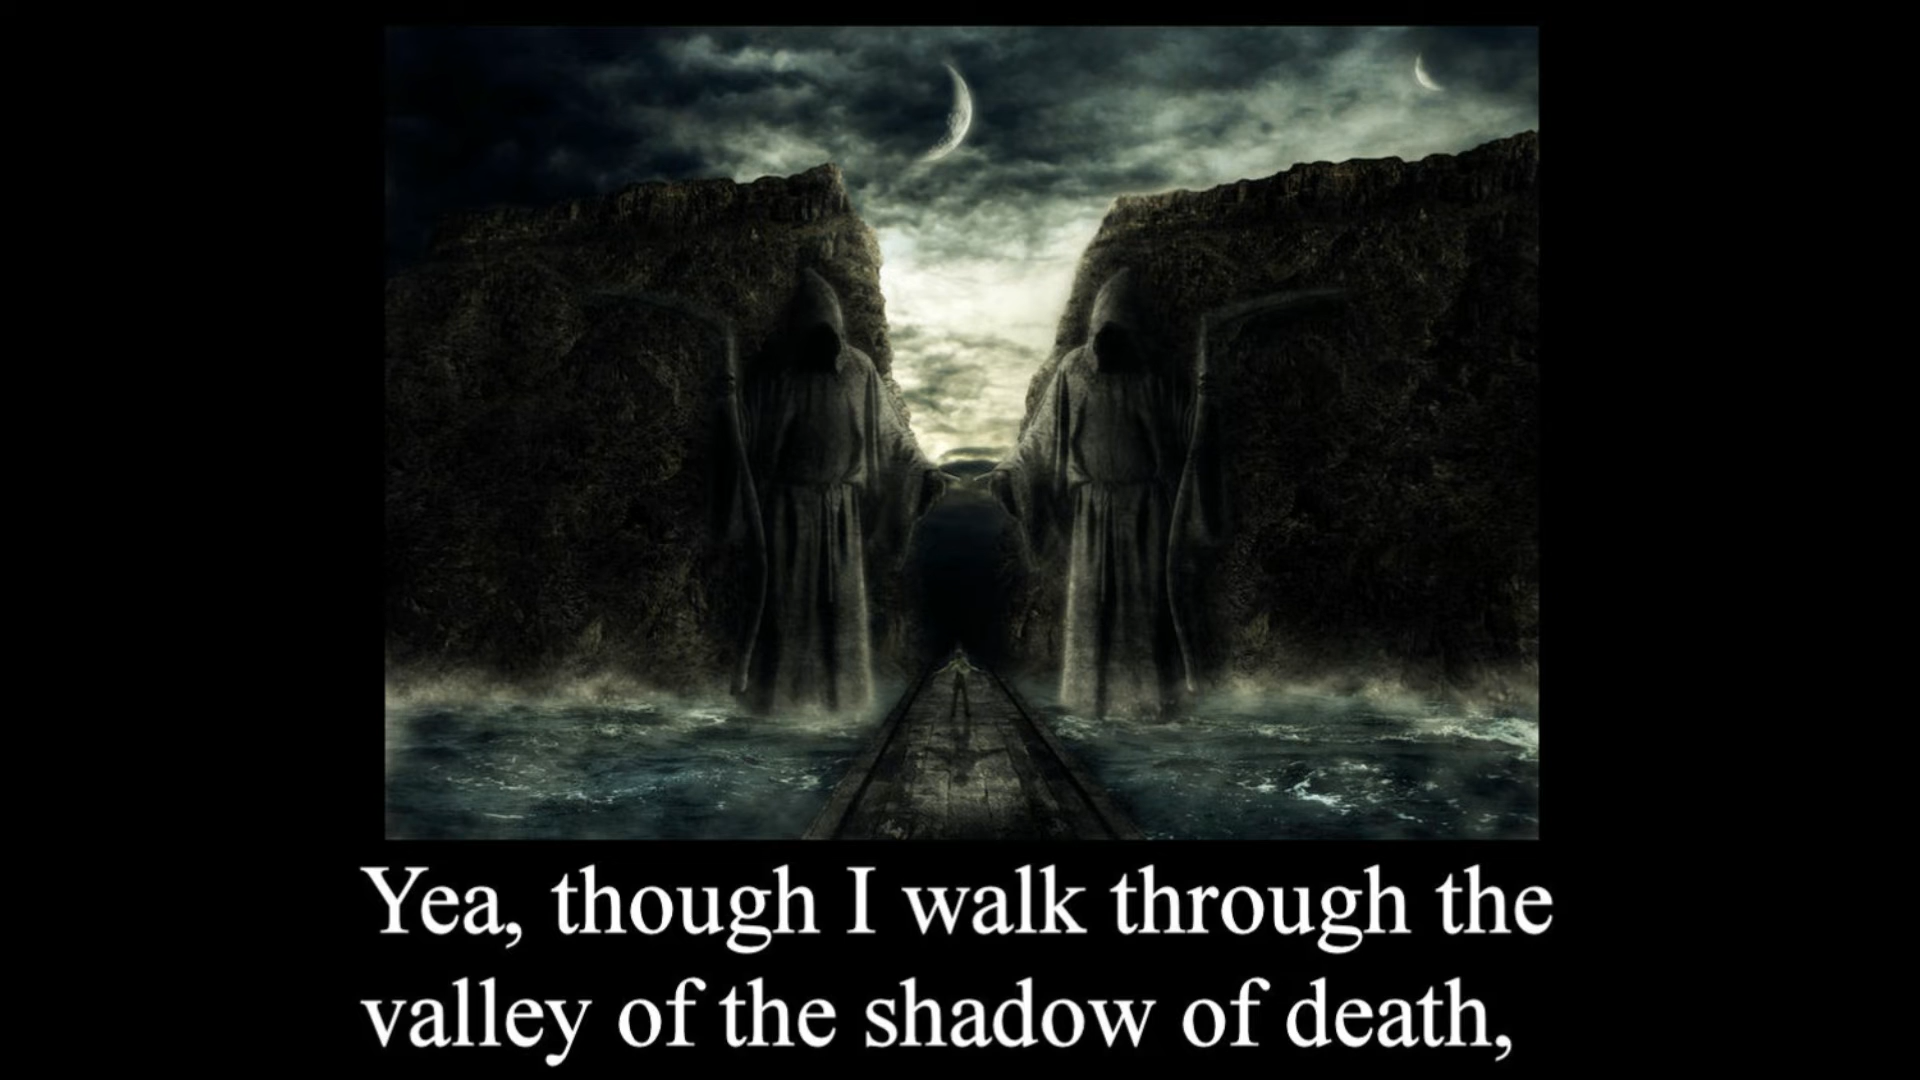 Yea, though I walk through the
valley of the shadow of death,